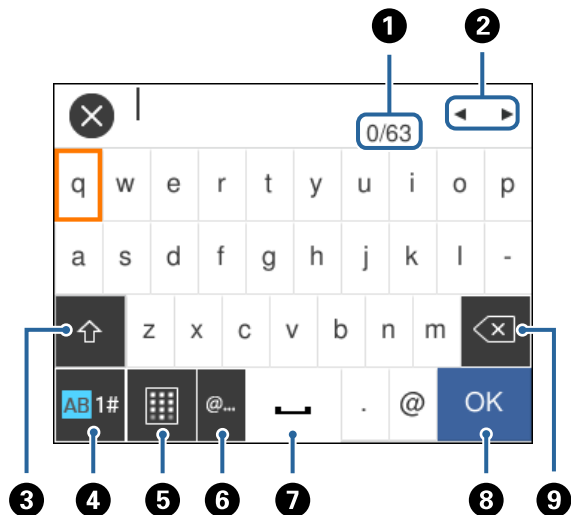 1 2
0/63
q w e r t y u i o p
a s d f g h j k l -
z x c v b n m
AB 1# @... . @ OK
3 4 5 6 7 8 9